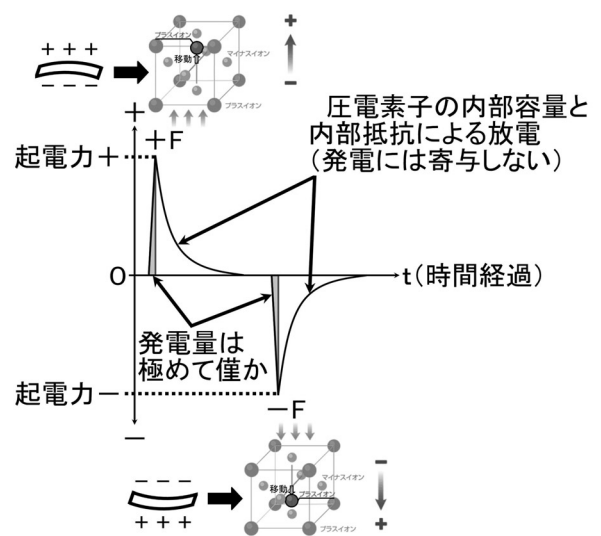 プラスイオン
+ + +
移動
マイナスイオン
+
− − −
−
プラスイオン
+
圧電素子の内部容量と
内部抵抗による放電
(発電には寄与しない)
+F
起電力+
0
t(時間経過)
発電量は
極めて僅か
起電力−
−
−F
− − −
+ + +
移動
マイナスイオン
プラスイオン
−
+
プラスイオン